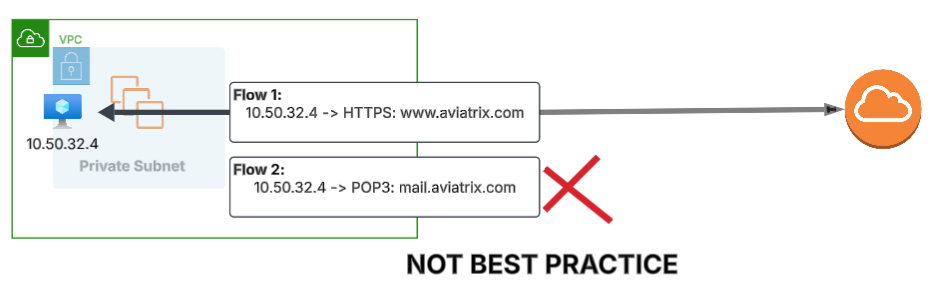 VPC
Flow 1:
10.50.32.4 -> HTTPS: www.aviatrix.com
10.50.32.4
Private Subnet
Flow 2:
10.50.32.4 -> POP3: mail.aviatrix.com
NOT BEST PRACTICE